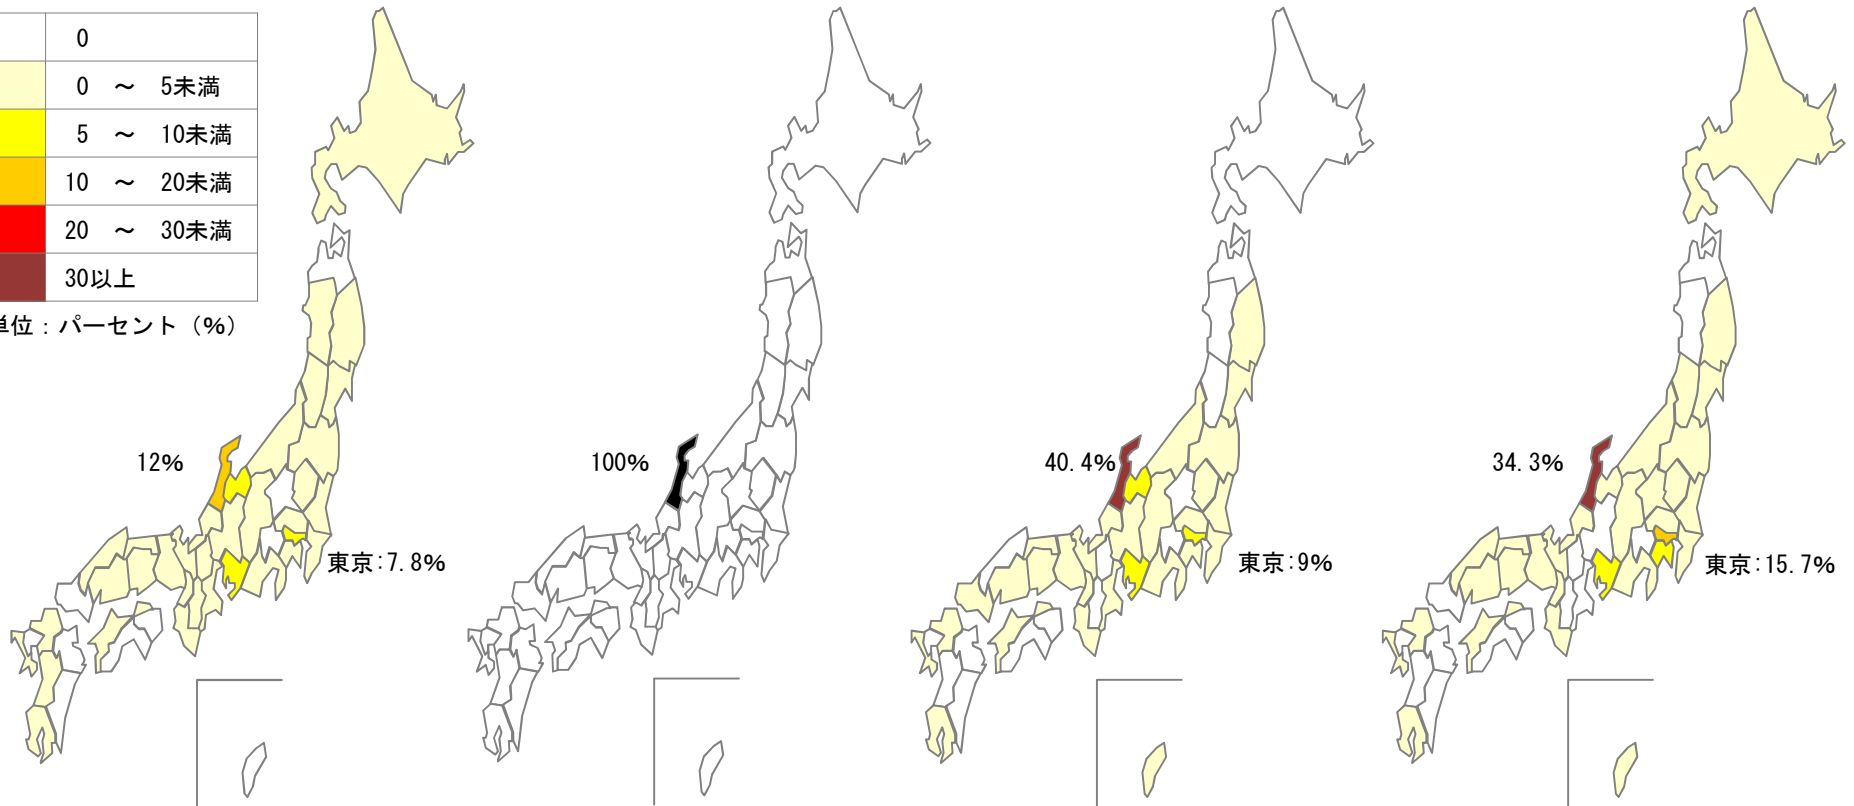 0
0 ～ 5未満
5 ～ 10未満
10 ～ 20未満
20 ～ 30未満
30以上
単位：パーセント（%）
12%
東京:7.8%
100%
40.4%
東京:9%
34.3%
東京:15.7%